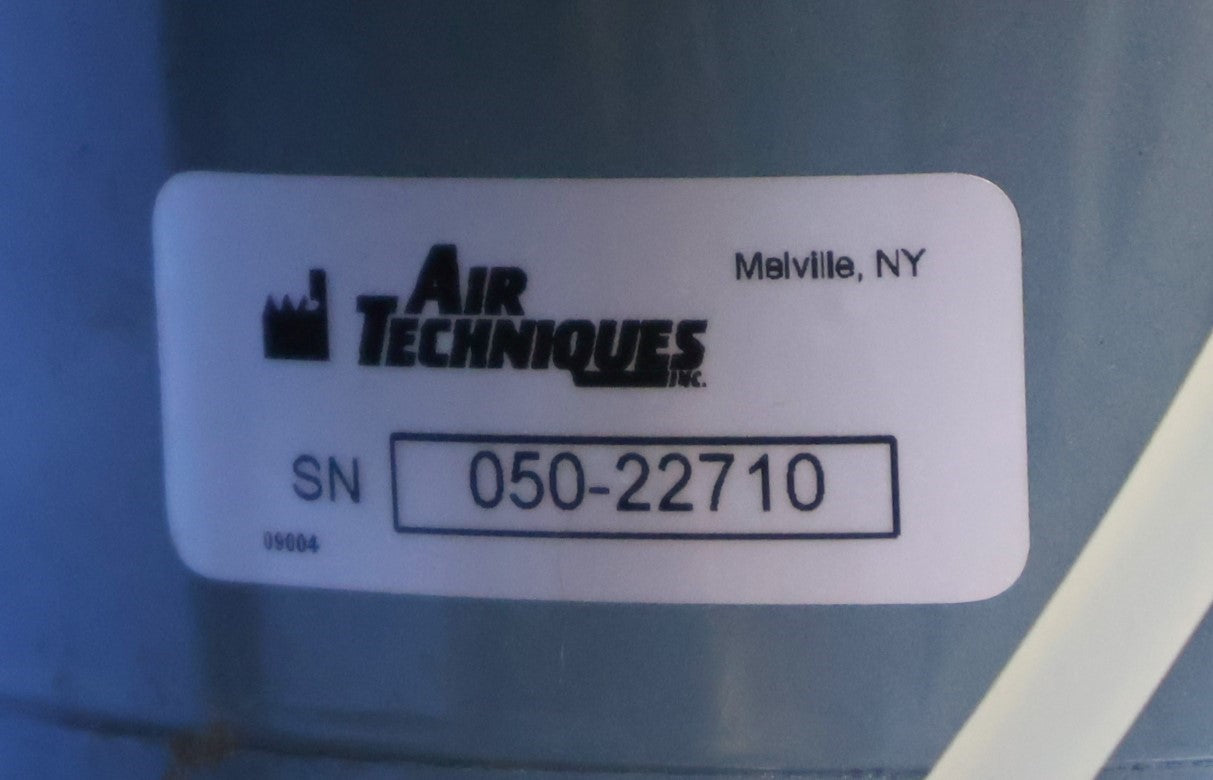 AIR
TECHNIQUES
INC.
Melville, NY
SN 050-22710
09004